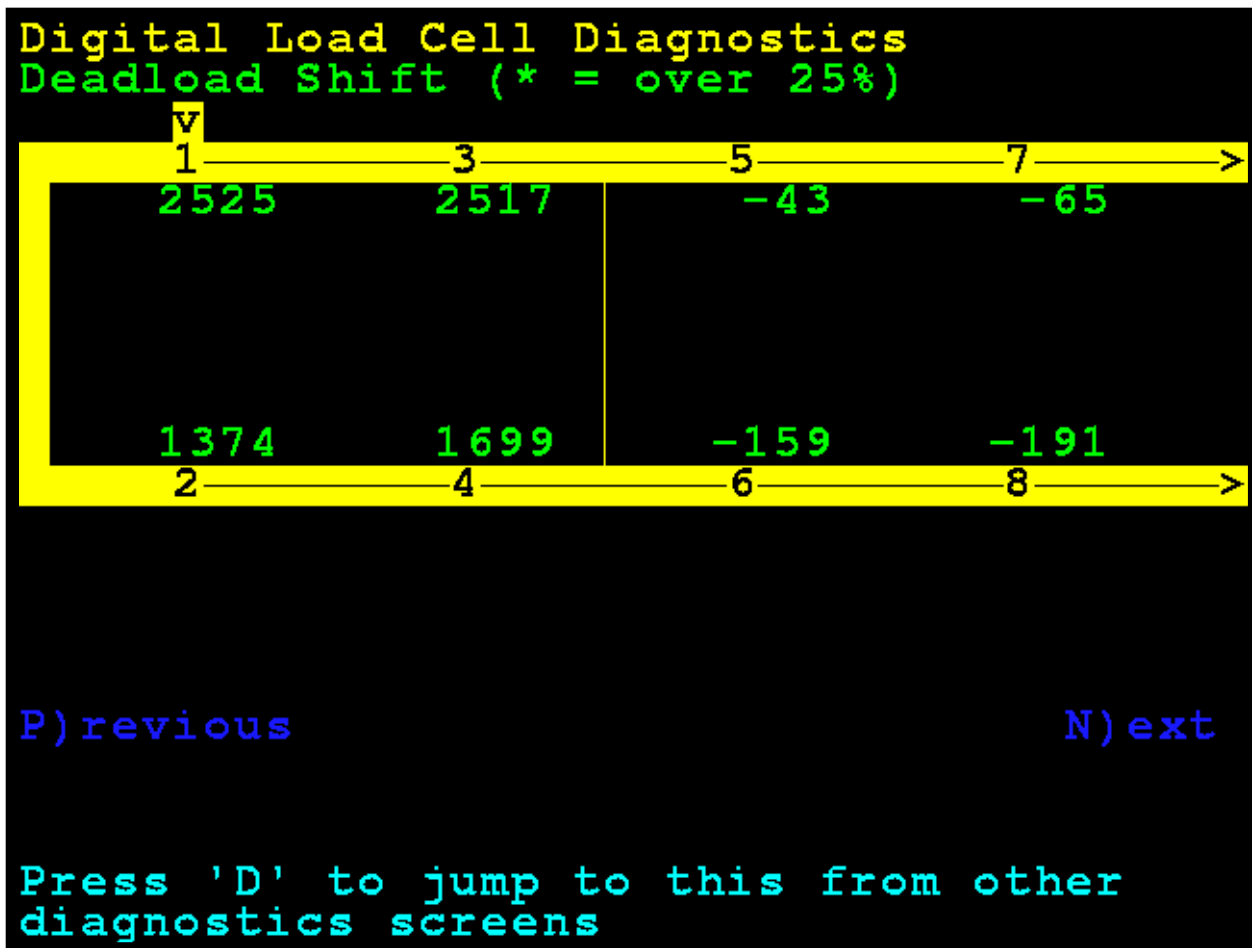 Digital Load Cell Diagnostics
Deadload Shift (* = over 25%)
v
1 3 5 7 >
2525 2517 -43 -65
1374 1699 -159 -191
2 4 6 8 >
P)revious N)ext
Press 'D' to jump to this from other
diagnostics screens